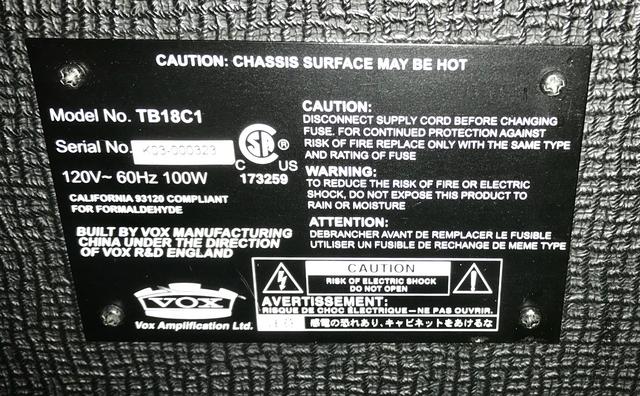 CAUTION: CHASSIS SURFACE MAY BE HOT
Model No. TB18C1
Serial No. K03-000323
120V~ 60Hz 100W
CALIFORNIA 93120 COMPLIANT
FOR FORMALDEHYDE
BUILT BY VOX MANUFACTURING
CHINA UNDER THE DIRECTION
OF VOX R&D ENGLAND
VOX
Vox Amplification Ltd.
SA ®
C US
173259
CAUTION:
DISCONNECT SUPPLY CORD BEFORE CHANGING
FUSE. FOR CONTINUED PROTECTION AGAINST
RISK OF FIRE REPLACE ONLY WITH THE SAME TYPE
AND RATING OF FUSE
WARNING:
TO REDUCE THE RISK OF FIRE OR ELECTRIC
SHOCK, DO NOT EXPOSE THIS PRODUCT TO
RAIN OR MOISTURE
ATTENTION:
DEBRANCHER AVANT DE REMPLACER LE FUSIBLE
UTILISER UN FUSIBLE DE RECHANGE DE MEME TYPE
CAUTION
RISK OF ELECTRIC SHOCK
DO NOT OPEN
AVERTISSEMENT:
RISQUE DE CHOC ÉLECTRIQUE—NE PAS OUVRIR.
感電の恐れあり、キャビネットをあけるな